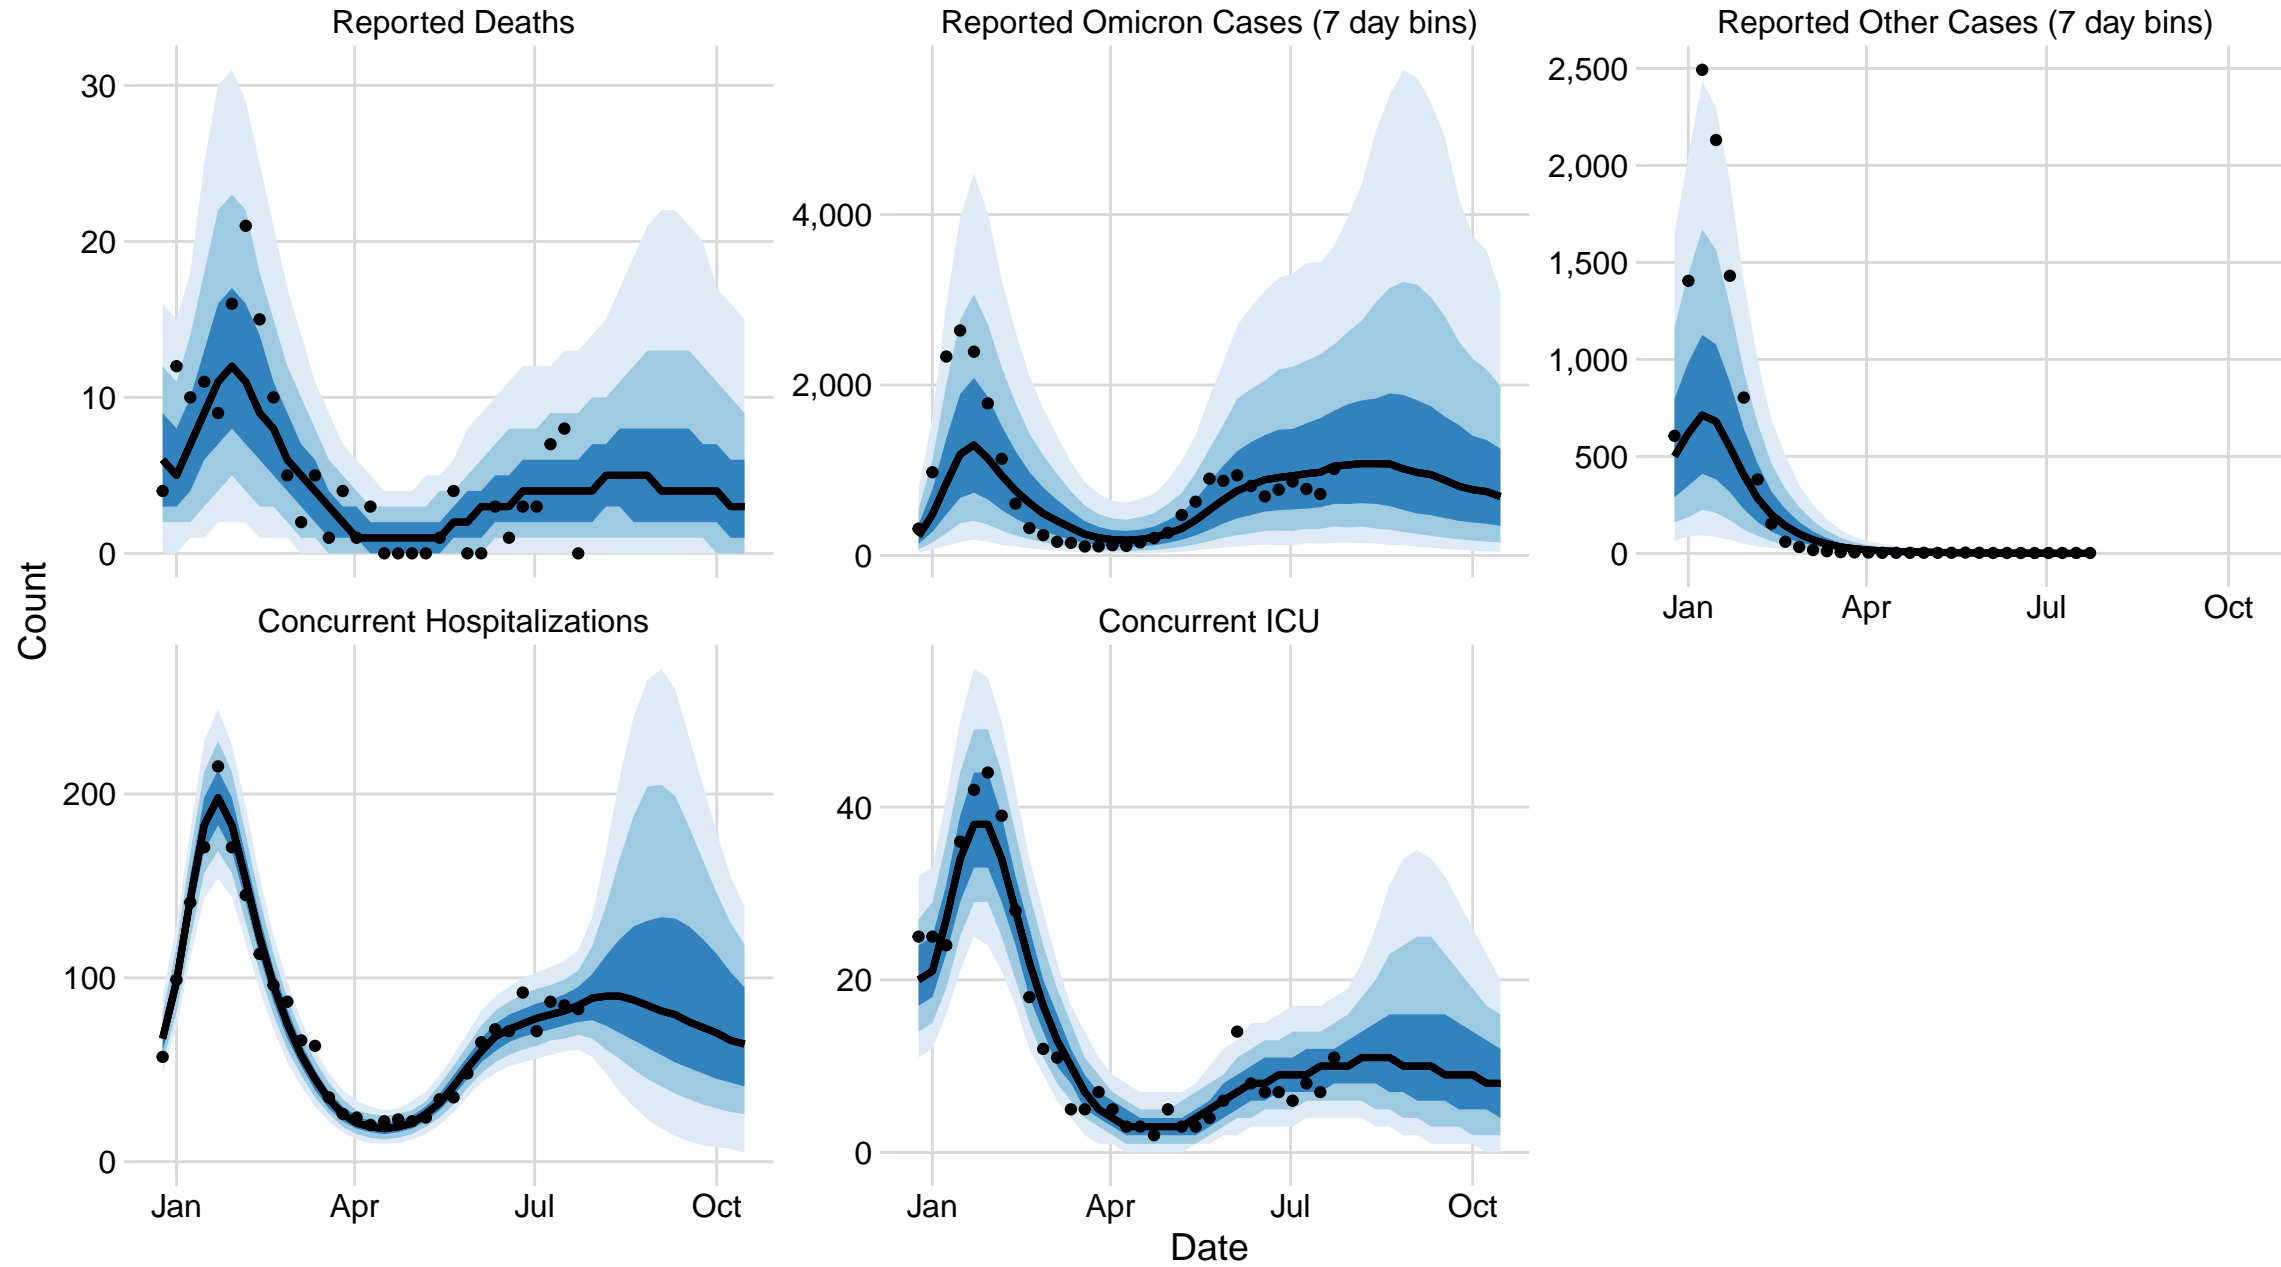 Reported Deaths
Reported Omicron Cases (7 day bins)
Reported Other Cases (7 day bins)
30
20
10
0
4,000
2,000
0
2,500
2,000
1,500
1,000
500
0
Jan Apr Jul Oct
Count
Concurrent Hospitalizations
Concurrent ICU
200
100
0
40
20
0
Jan Apr Jul Oct
Jan Apr Jul Oct
Date